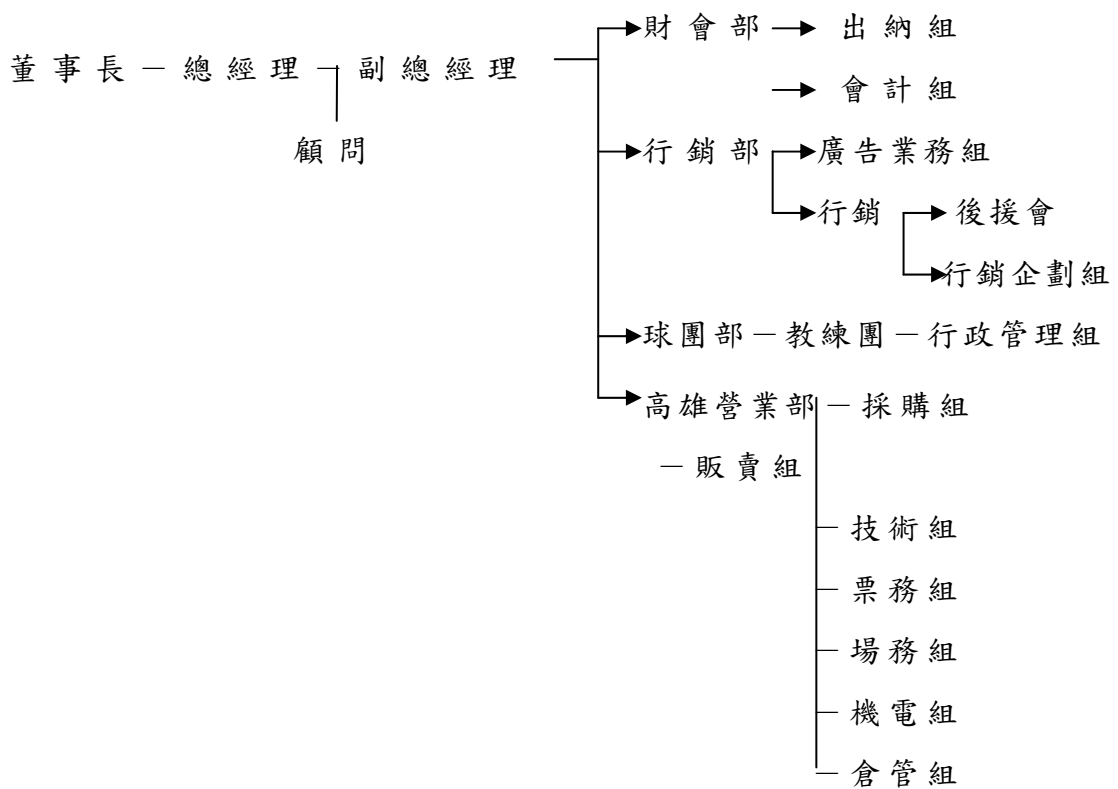 財會部 出納組
董事長－總經理－副總經理
會計組
顧問
行銷部 廣告業務組
行銷 後援會
行銷企劃組
球團部－教練團－行政管理組
高雄營業部－採購組
－販賣組
－技術組
－票務組
－場務組
－機電組
－倉管組